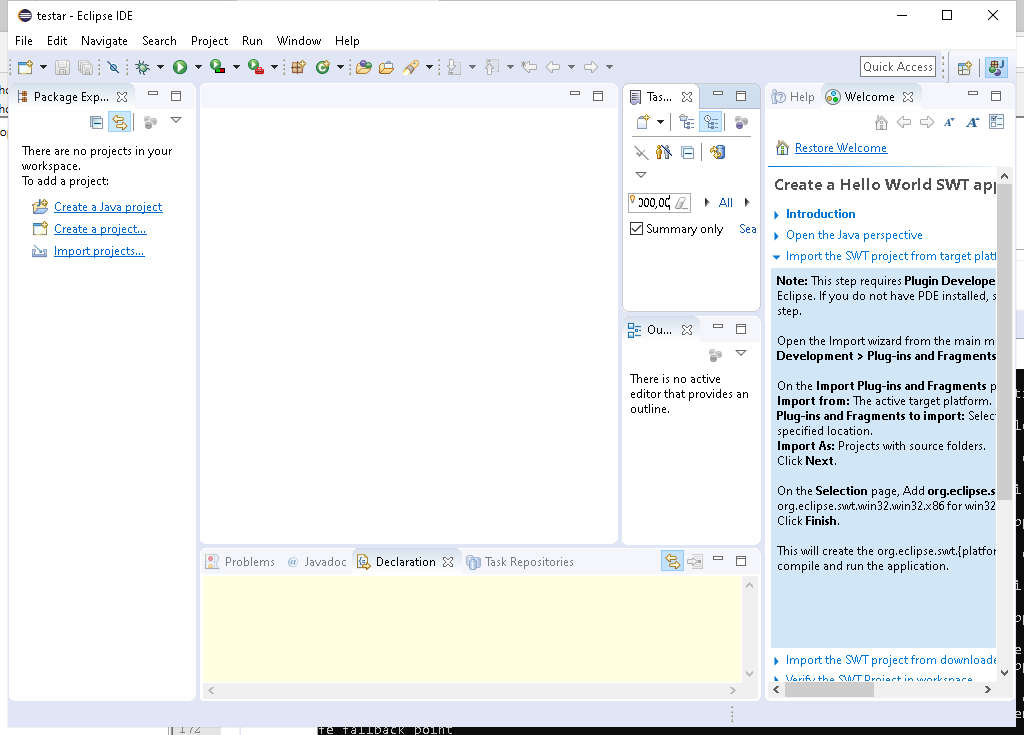 testar - Eclipse IDE
File Edit Navigate Search Project Run Window Help
Quick Access
Package Exp...
There are no projects in your
workspace.
To add a project:
Create a Java project
Create a project...
Import projects...
Tas...
000,00
All
Summary only Sea
Ou...
There is no active
editor that provides an
outline.
Help Welcome
Restore Welcome
Create a Hello World SWT app
Introduction
Open the Java perspective
Import the SWT project from target platf
Note: This step requires Plugin Develope
Eclipse. If you do not have PDE installed, s
step.
Open the Import wizard from the main m
Development > Plug-ins and Fragments
On the Import Plug-ins and Fragments p
Import from: The active target platform.
Plug-ins and Fragments to import: Selec
specified location.
Import As: Projects with source folders.
Click Next.
On the Selection page, Add org.eclipse.s
org.eclipse.swt.win32.win32.x86 for win32
Click Finish.
This will create the org.eclipse.swt.{platfor
compile and run the application.
Import the SWT project from downloade
Verify the SWT Project in workspace
Problems @ Javadoc Declaration Task Repositories
172
fe fallback point